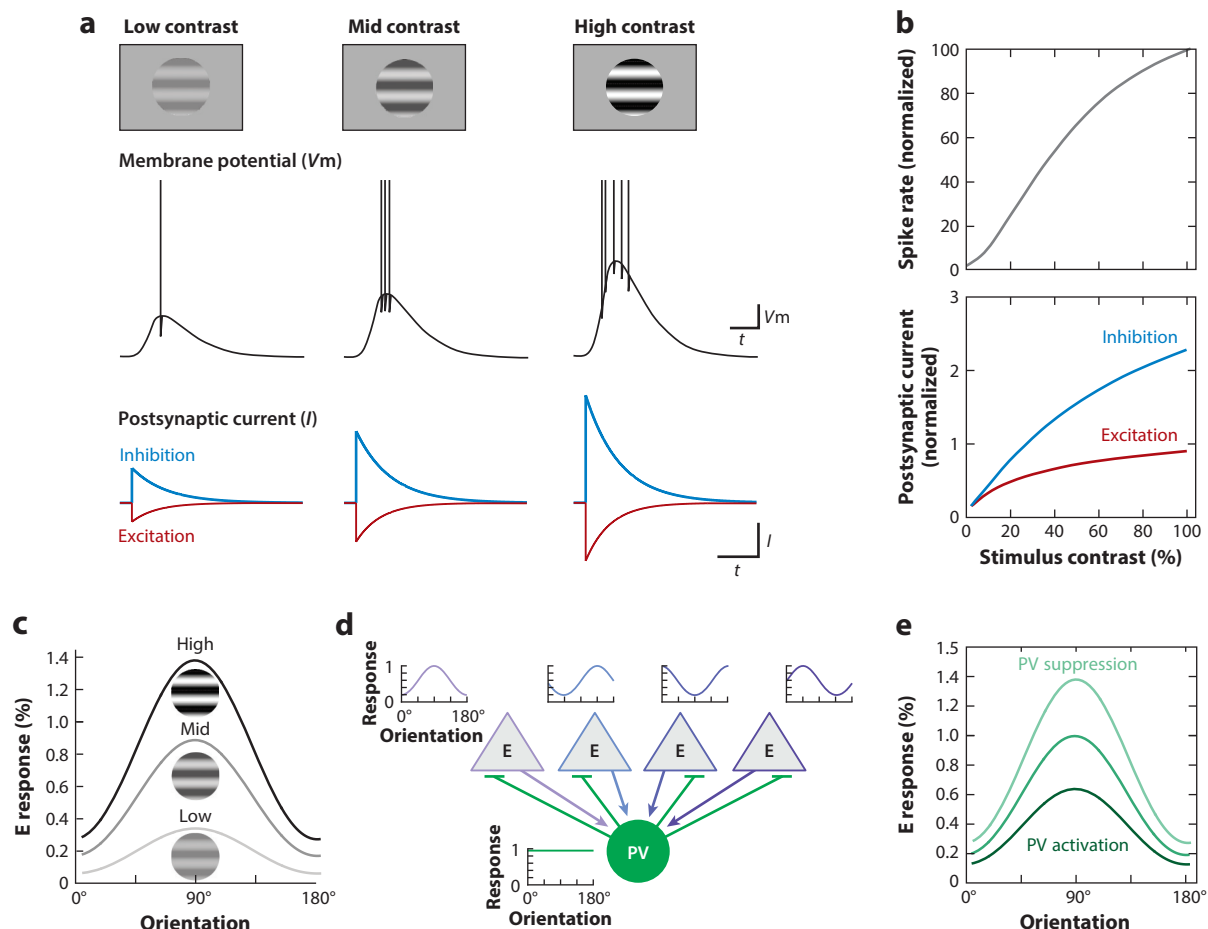 a
Low contrast
Mid contrast
High contrast
Membrane potential (Vm)
Vm
t
Postsynaptic current (I)
Inhibition
Excitation
I
t
b
Spike rate (normalized)
100
80
60
40
20
0
Postsynaptic current
(normalized)
3
2
1
0
Inhibition
Excitation
0 20 40 60 80 100
Stimulus contrast (%)
c
E response (%)
1.4
1.2
1.0
0.8
0.6
0.4
0.2
0
High
Mid
Low
0° 90° 180°
Orientation
d
Response
1
0
0° 180°
Orientation
E E E E
PV
Response
1
0
0° 180°
Orientation
e
E response (%)
1.5
1.4
1.2
1.0
0.8
0.6
0.4
0.2
0
PV suppression
PV activation
0° 90° 180°
Orientation